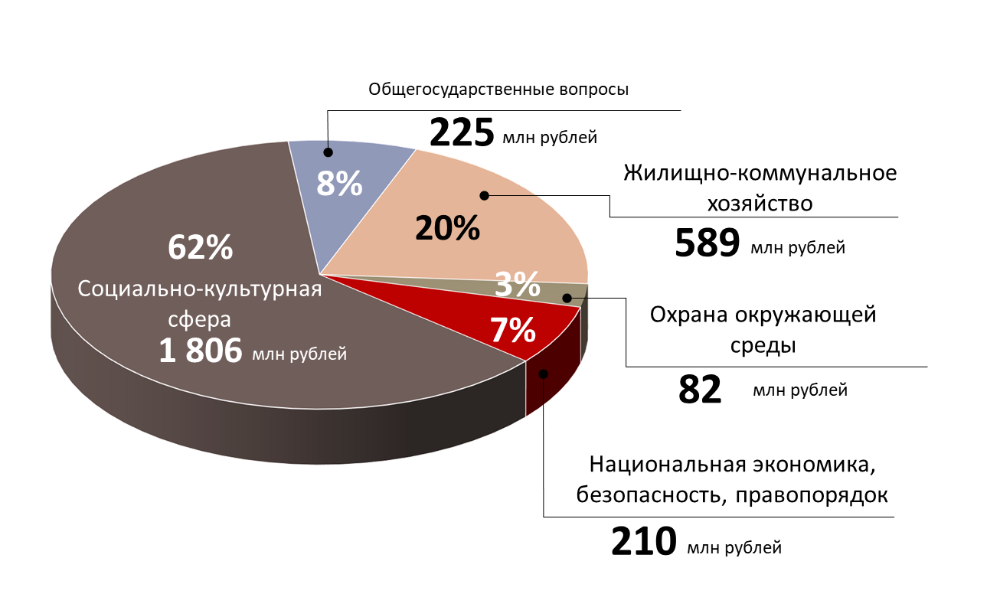 Общегосударственные вопросы
225 млн рублей
8%
Жилищно-коммунальное
хозяйство
589 млн рублей
20%
62%
Социально-культурная
сфера
1 806 млн рублей
3%
Охрана окружающей
среды
82 млн рублей
7%
Национальная экономика,
безопасность, правопорядок
210 млн рублей